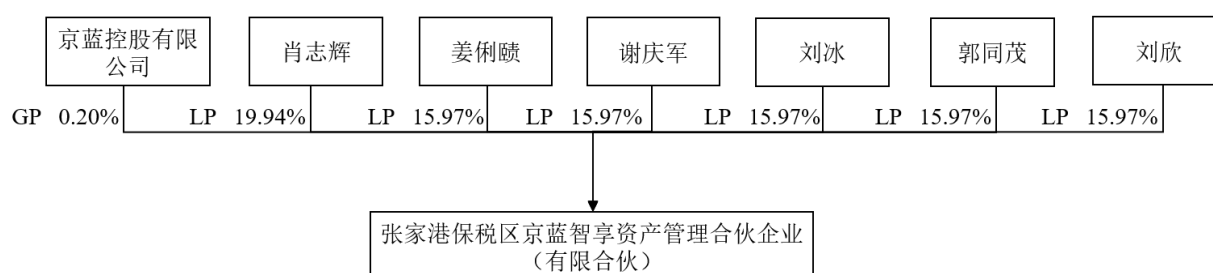 京蓝控股有限
公司
肖志辉
姜俐赜
谢庆军
刘冰
郭同茂
刘欣
GP 0.20%
LP 19.94%
LP 15.97%
LP 15.97%
LP 15.97%
LP 15.97%
LP 15.97%
张家港保税区京蓝智享资产管理合伙企业
（有限合伙）